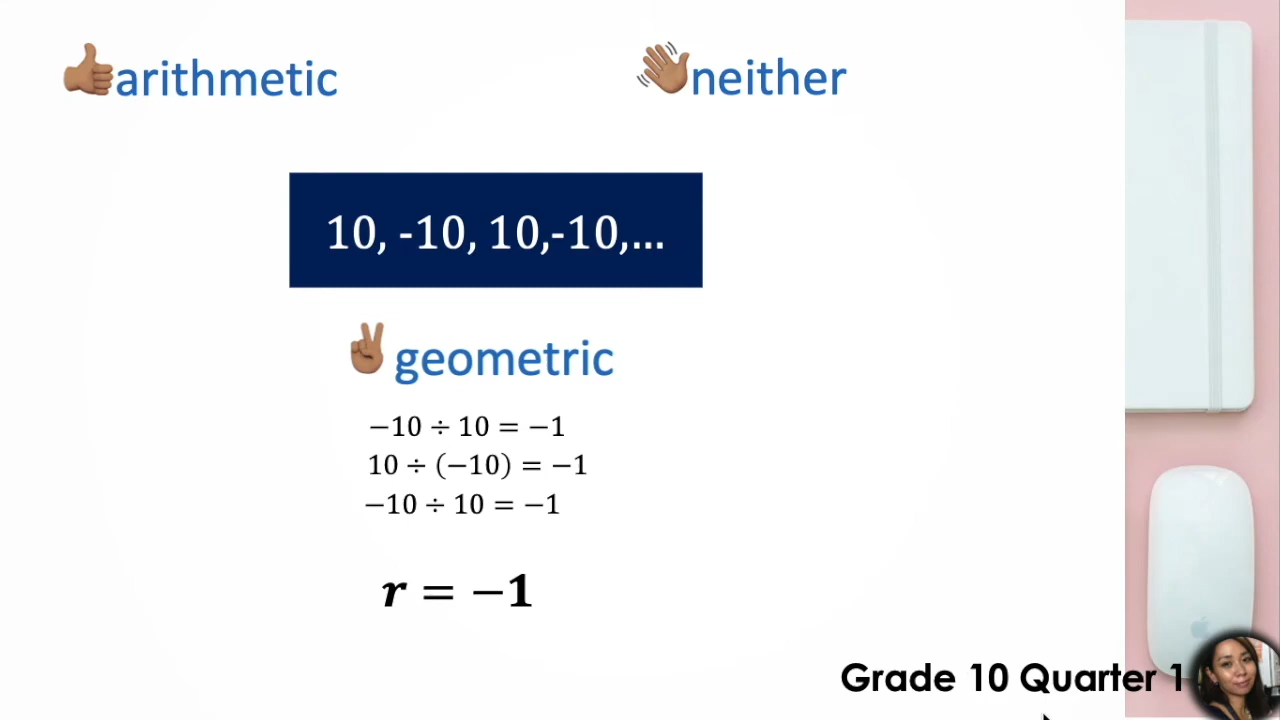 👍🏽arithmetic
👋🏽neither
10, -10, 10,-10,...
✌🏽geometric
−10 ÷ 10 = −1
10 ÷ (−10) = −1
−10 ÷ 10 = −1
r = −1
Grade 10 Quarter 1